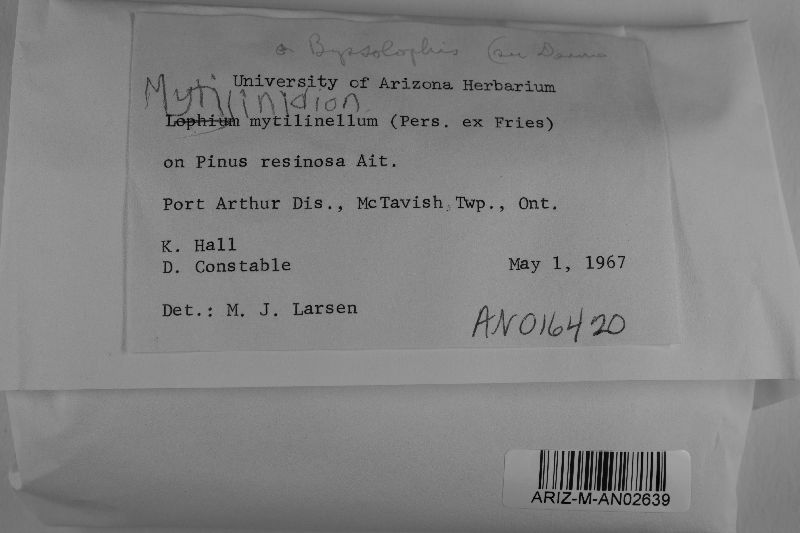 a Byssolophis
University of Arizona Herbarium
Mytilinidion
Lophium mytilinellum (Pers. ex Fries)
on Pinus resinosa Ait.
Port Arthur Dis., McTavish Twp., Ont.
K. Hall
D. Constable May 1, 1967
Det.: M. J. Larsen
AN016420
ARIZ-M-AN02639